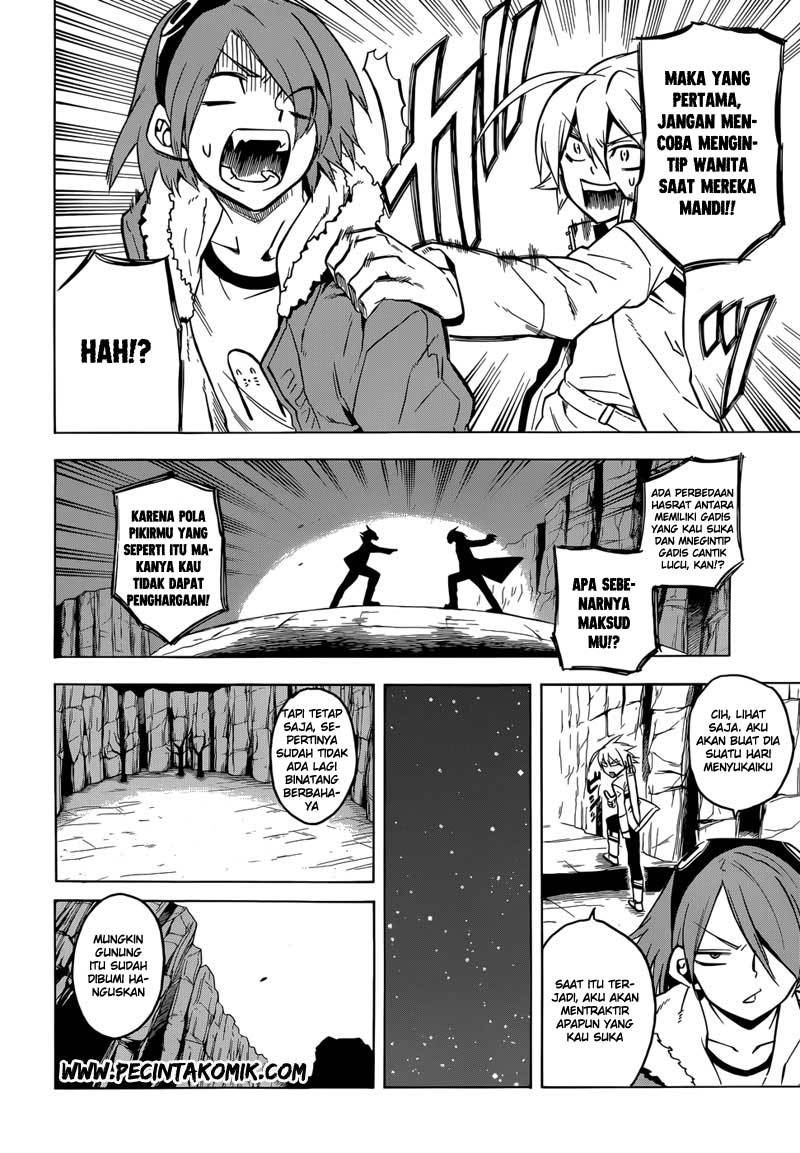 MAKA YANG
PERTAMA,
JANGAN MEN-
COBA MENGIN-
TIP WANITA
SAAT MEREKA
MANDI!!
HAH!?
ADA PERBEDAAN
HASRAT ANTARA
MEMILIKI GADIS
YANG KAU SUKA
DAN MNEGINTIP
GADIS CANTIK
LUCU, KAN!?
APA SEBE-
NARNYA
MAKSUD
MU!?
KARENA POLA
PIKIRMU YANG
SEPERTI ITU MA-
KANYA KAU
TIDAK DAPAT
PENGHARGAAN!
CIH, LIHAT
SAJA. AKU
AKAN BUAT DIA
SUATU HARI
MENYUKAIKU
SAAT ITU TER-
JADI, AKU AKAN
MENTRAKTIR
APAPUN YANG
KAU SUKA
TAPI TETAP
SAJA, SE-
PERTINYA
SUDAH TIDAK
ADA LAGI
BINATANG
BERBAHA-
YA
MUNGKIN
GUNUNG
ITU SUDAH
DIBUMI HA-
NGUSKAN
WWW.PECINTAKOMIK.COM